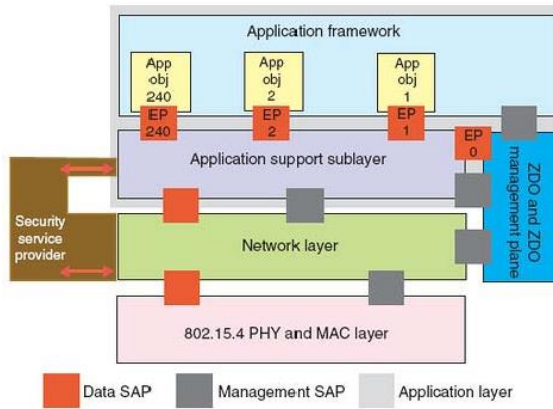 Application framework
App
obj
240
App
obj
2
App
obj
1
EP
240
EP
2
EP
1
EP
0
Application support sublayer
ZDO and ZDO
management plane
Security
service
provider
Network layer
802.15.4 PHY and MAC layer
Data SAP
Management SAP
Application layer